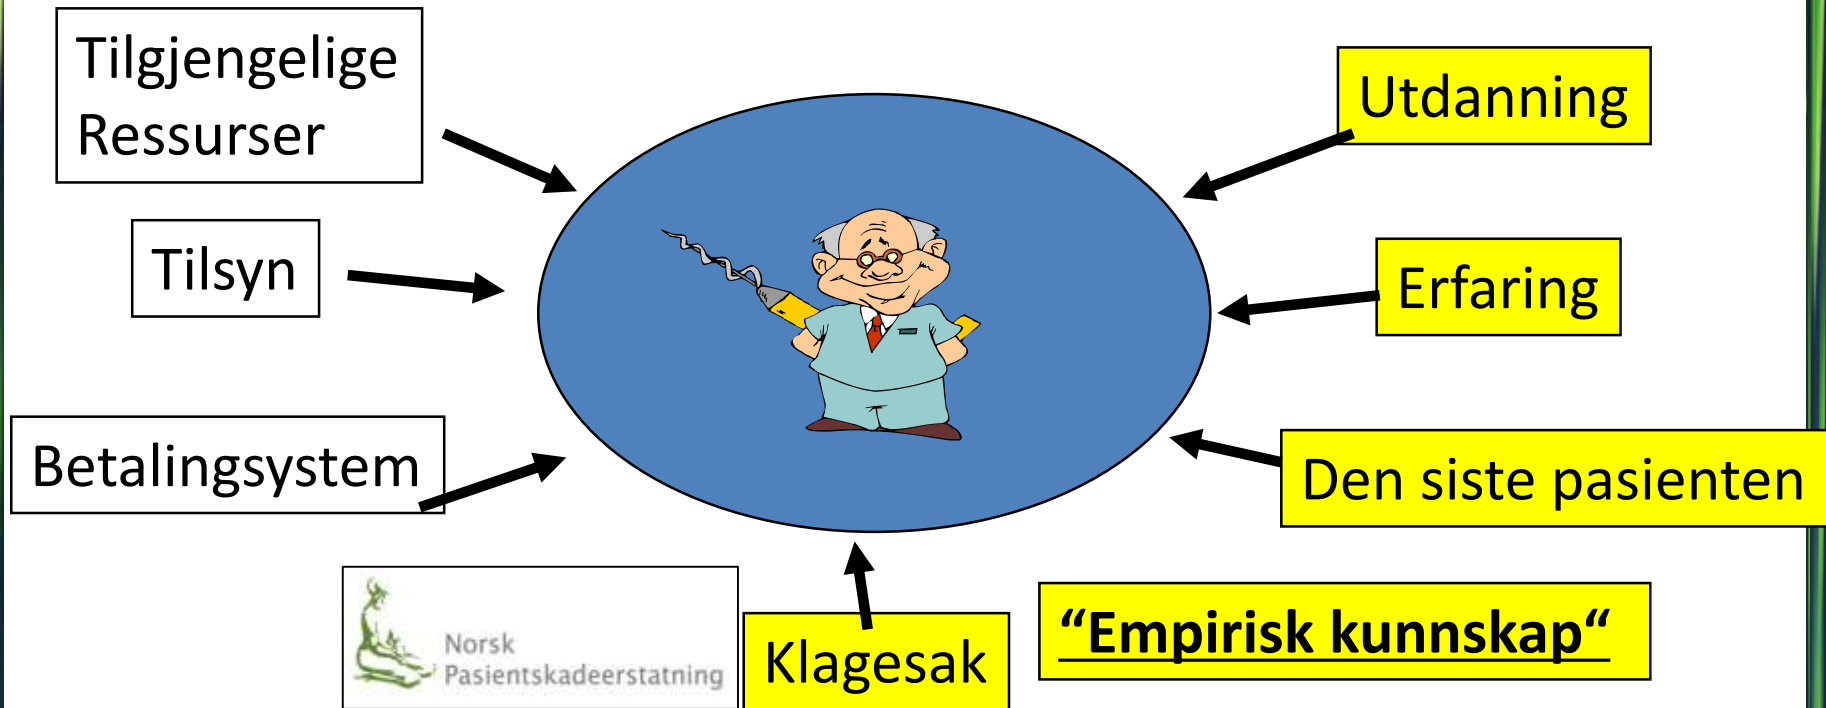 Tilgjengelige
Ressurser
Utdanning
Tilsyn
Erfaring
Betalingsystem
Den siste pasienten
Norsk
Pasientskadeerstatning
Klagesak
“Empirisk kunnskap“